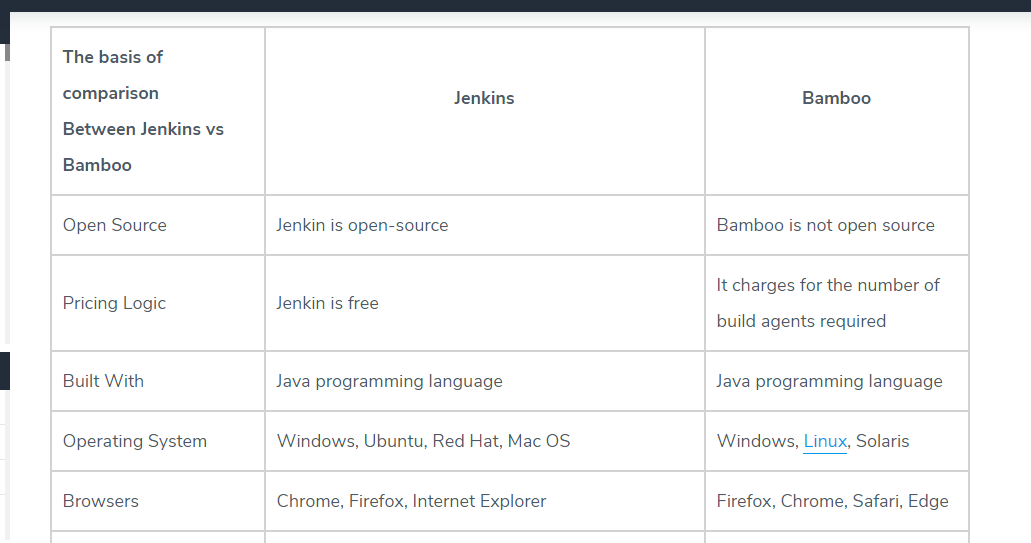 The basis of
comparison
Between Jenkins vs
Bamboo
Jenkins
Bamboo
Open Source
Jenkin is open-source
Bamboo is not open source
Pricing Logic
Jenkin is free
It charges for the number of
build agents required
Built With
Java programming language
Java programming language
Operating System
Windows, Ubuntu, Red Hat, Mac OS
Windows, Linux, Solaris
Browsers
Chrome, Firefox, Internet Explorer
Firefox, Chrome, Safari, Edge